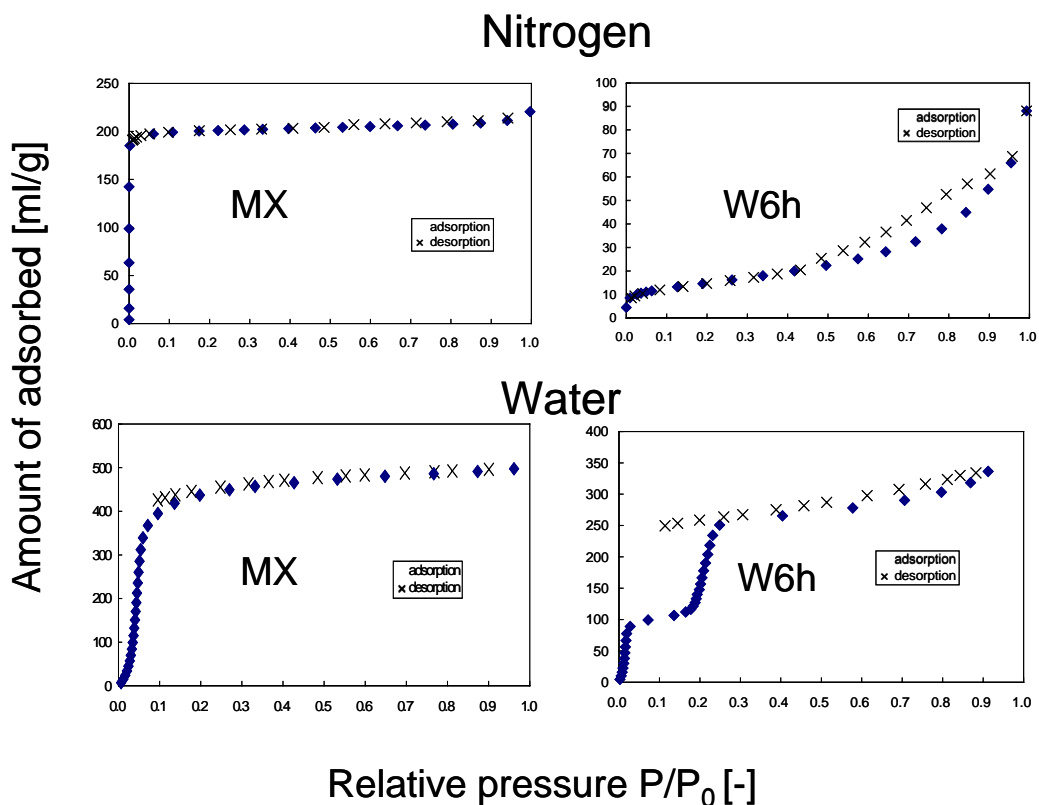 Nitrogen
Amount of adsorbed [ml/g]
250
200
150
100
50
0
0.0 0.1 0.2 0.3 0.4 0.5 0.6 0.7 0.8 0.9 1.0
MX
adsorption
× desorption
100
90
80
70
60
50
40
30
20
10
0
0.0 0.1 0.2 0.3 0.4 0.5 0.6 0.7 0.8 0.9 1.0
W6h
adsorption
× desorption
Water
600
500
400
300
200
100
0
0.0 0.1 0.2 0.3 0.4 0.5 0.6 0.7 0.8 0.9 1.0
MX
adsorption
× desorption
400
350
300
250
200
150
100
50
0
0.0 0.1 0.2 0.3 0.4 0.5 0.6 0.7 0.8 0.9 1.0
W6h
adsorption
× desorption
Relative pressure P/P₀ [-]